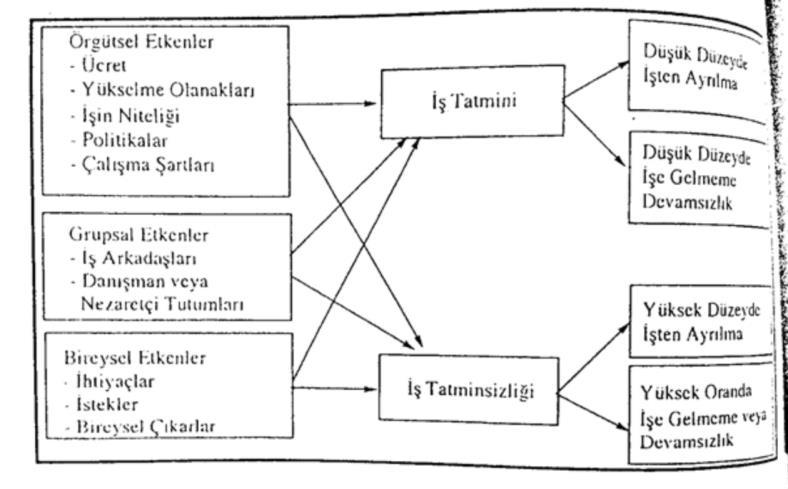 Örgütsel Etkenler
- Ücret
- Yükselme Olanakları
- İşin Niteliği
- Politikalar
- Çalışma Şartları
Grupsal Etkenler
- İş Arkadaşları
- Danışman veya
Nezaretçi Tutumları
Bireysel Etkenler
- İhtiyaçlar
- İstekler
- Bireysel Çıkarlar
İş Tatmini
İş Tatminsizliği
Düşük Düzeyde
İşten Ayrılma
Düşük Düzeyde
İşe Gelmeme
Devamsızlık
Yüksek Düzeyde
İşten Ayrılma
Yüksek Oranda
İşe Gelmeme veya
Devamsızlık